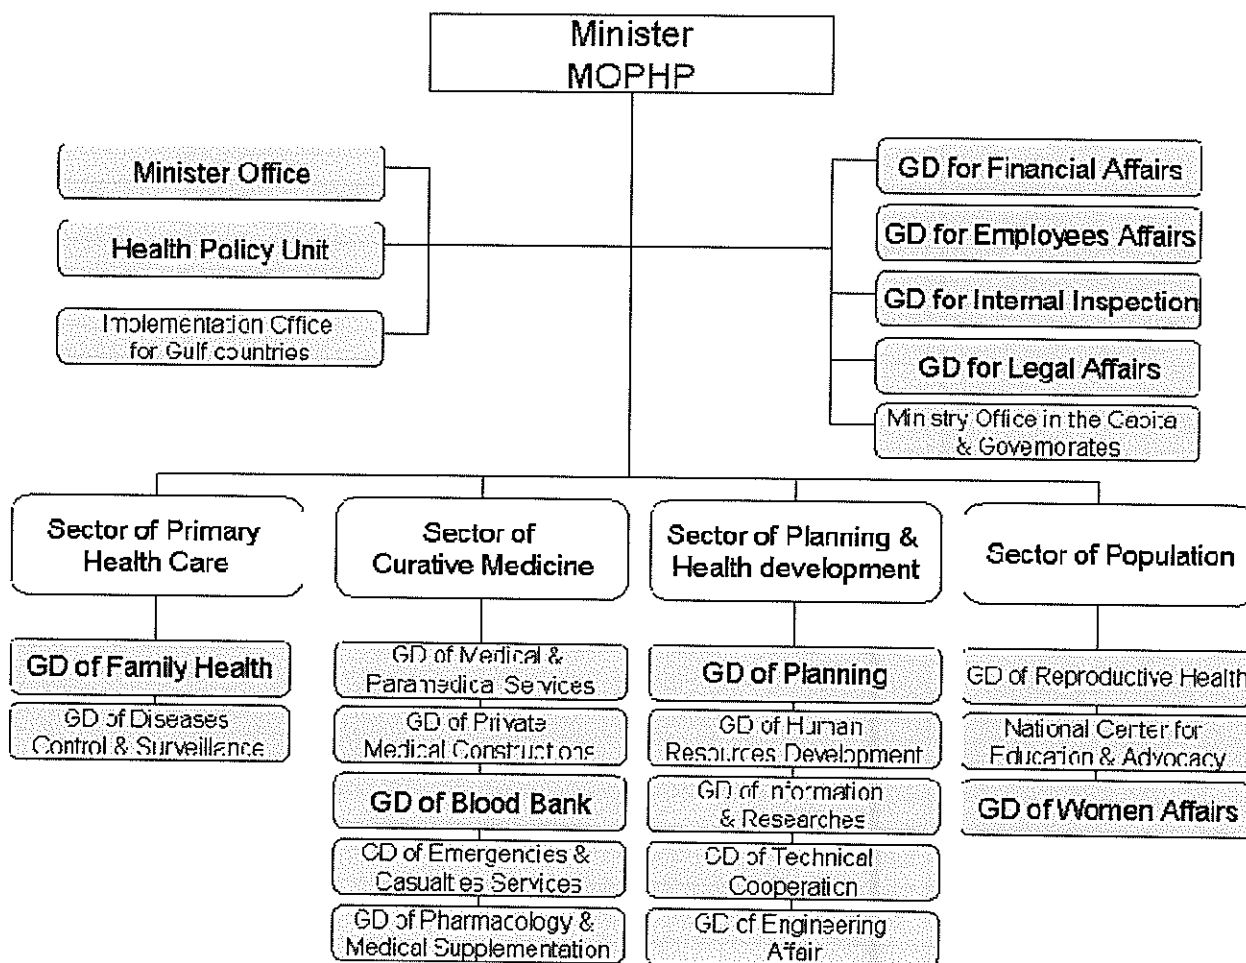 Minister
MOPHP
Minister Office
Health Policy Unit
Implementation Office
for Gulf countries
GD for Financial Affairs
GD for Employees Affairs
GD for Internal Inspection
GD for Legal Affairs
Ministry Office in the Capital
& Governorates
Sector of Primary
Health Care
GD of Family Health
GD of Diseases
Control & Surveillance
Sector of
Curative Medicine
GD of Medical &
Paramedical Services
GD of Private
Medical Constructions
GD of Blood Bank
GD of Emergencies &
Casualties Services
GD of Pharmacology &
Medical Supplementation
Sector of Planning &
Health development
GD of Planning
GD of Human
Resources Development
GD of Information
& Researches
GD of Technical
Cooperation
GD of Engineering
Affair
Sector of Population
GD of Reproductive Health
National Center for
Education & Advocacy
GD of Women Affairs